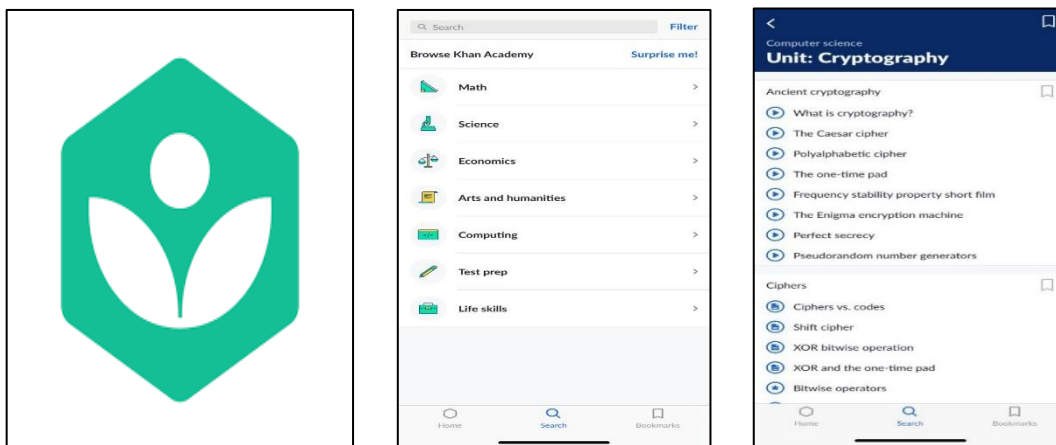 Search
Filter
Browse Khan Academy
Surprise me!
Math
Science
Economics
Arts and humanities
Computing
Test prep
Life skills
Home
Search
Bookmarks
Computer science
Unit: Cryptography
Ancient cryptography
What is cryptography?
The Caesar cipher
Polyalphabetic cipher
The one-time pad
Frequency stability property short film
The Enigma encryption machine
Perfect secrecy
Pseudorandom number generators
Ciphers
Ciphers vs. codes
Shift cipher
XOR bitwise operation
XOR and the one-time pad
Bitwise operators
Home
Search
Bookmarks